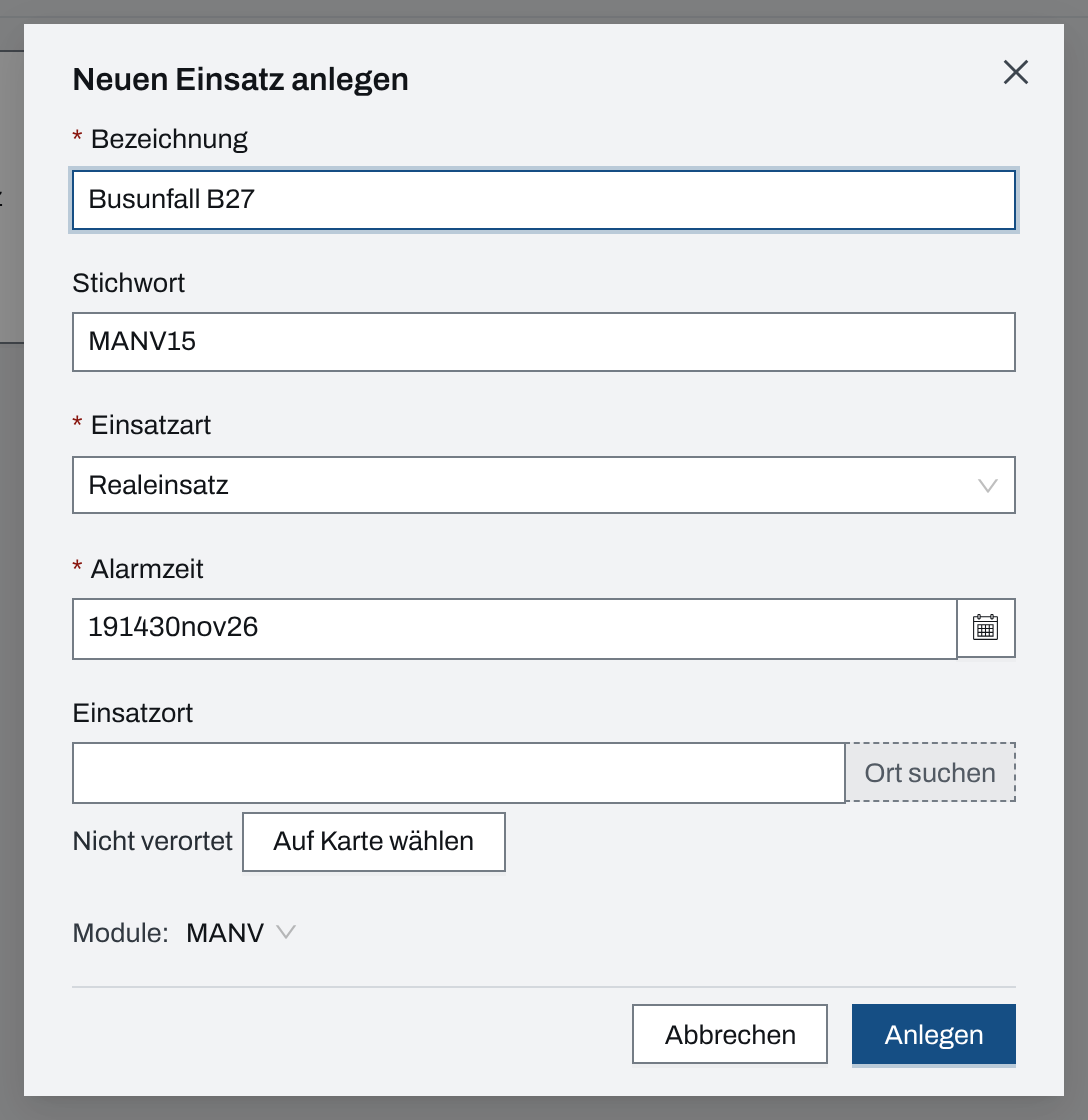 Neuen Einsatz anlegen
* Bezeichnung
Busunfall B27
Stichwort
MANV15
* Einsatzart
Realeinsatz
* Alarmzeit
191430nov26
Einsatzort
Ort suchen
Nicht verortet Auf Karte wählen
Module: MANV
Abbrechen Anlegen